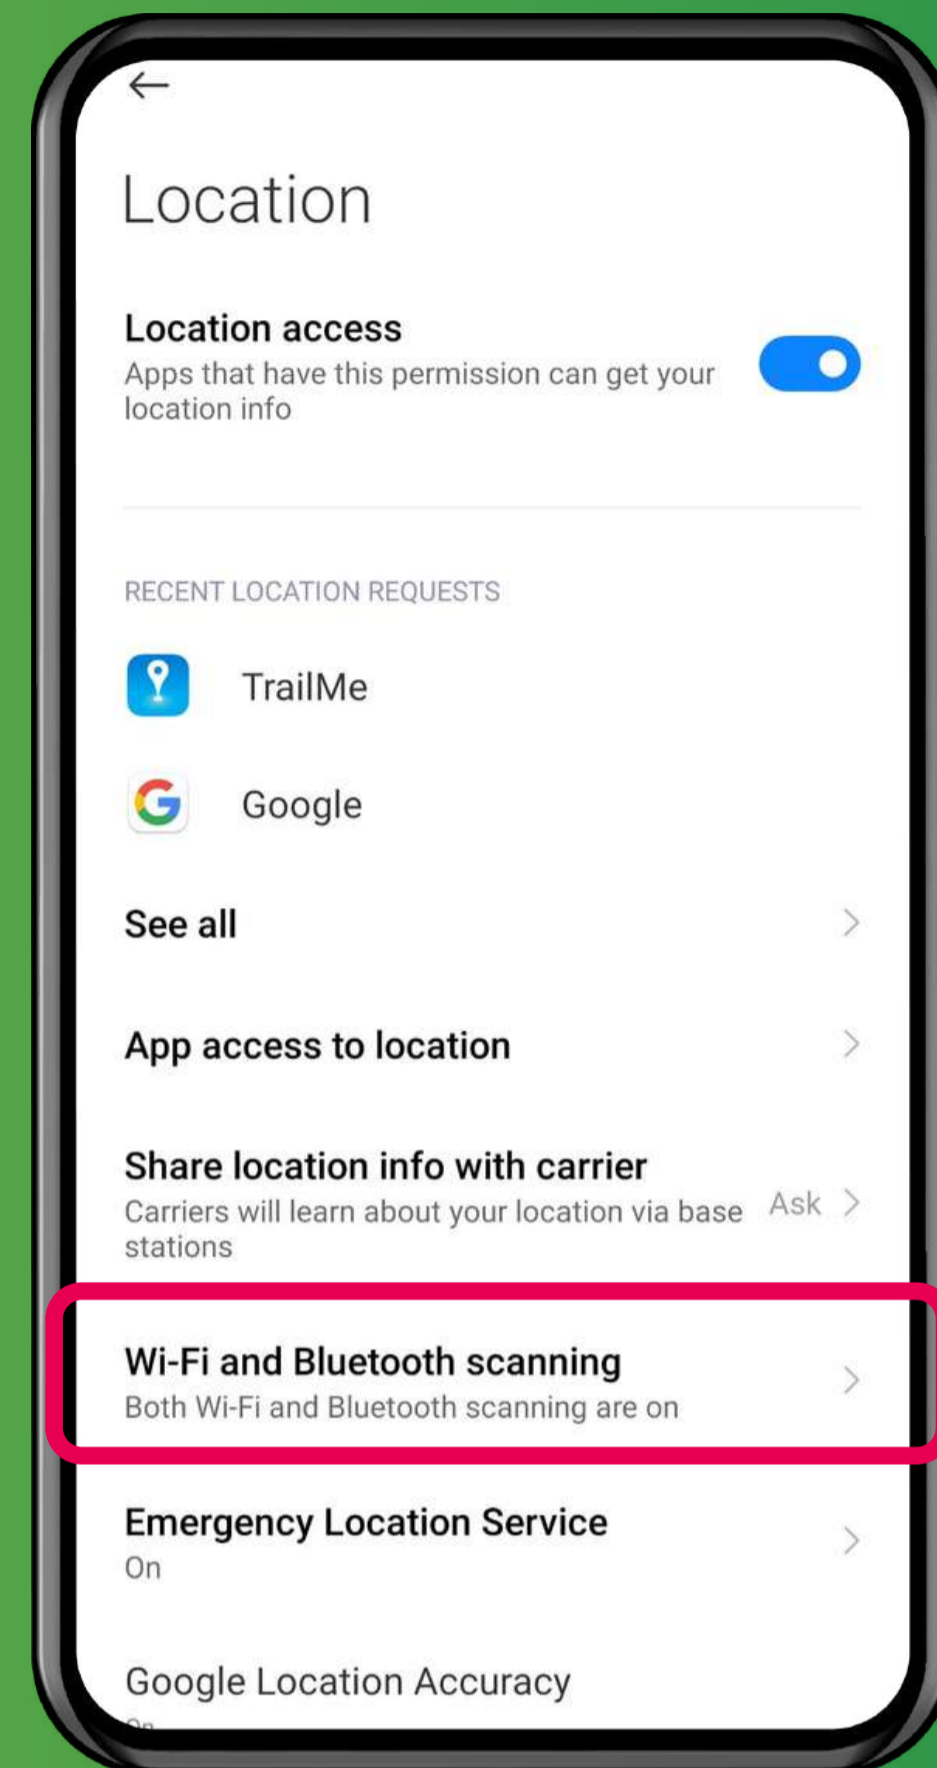 Location
Location access
Apps that have this permission can get your
location info
RECENT LOCATION REQUESTS
TrailMe
Google
See all
App access to location
Share location info with carrier
Carriers will learn about your location via base
stations
Ask
Wi-Fi and Bluetooth scanning
Both Wi-Fi and Bluetooth scanning are on
Emergency Location Service
On
Google Location Accuracy
On